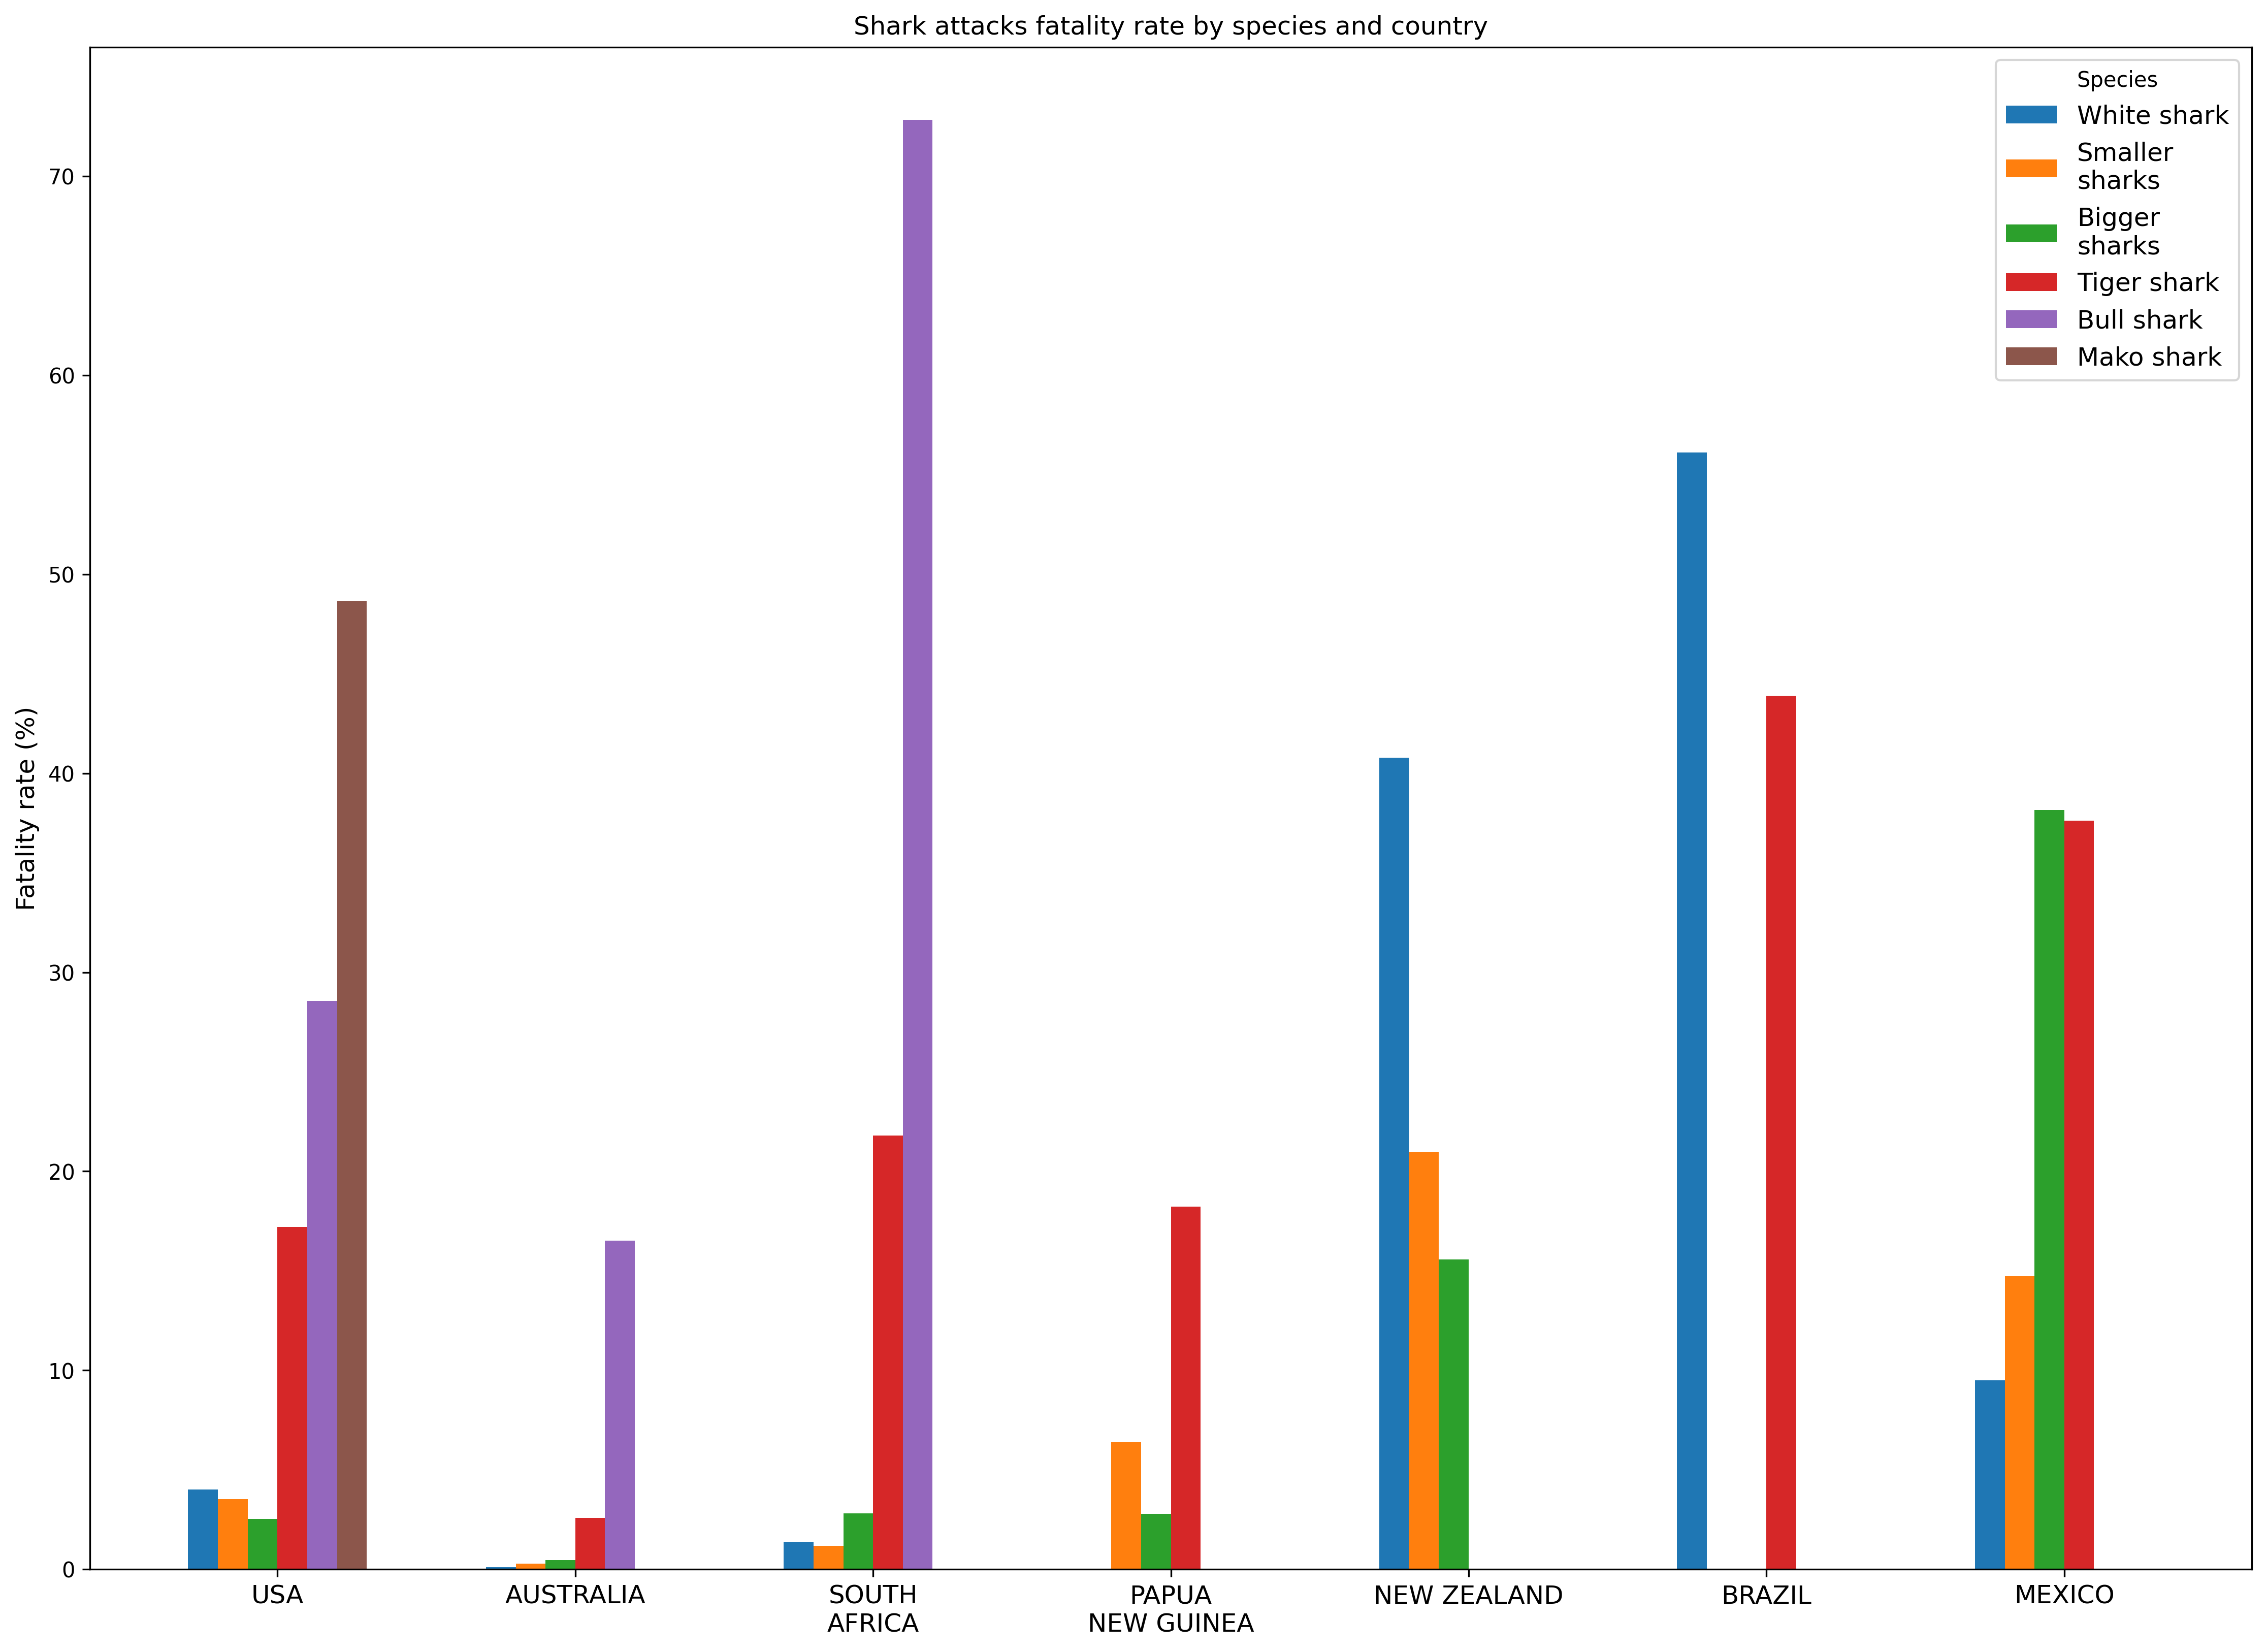 Shark attacks fatality rate by species and country
Species
White shark
Smaller
sharks
Bigger
sharks
Tiger shark
Bull shark
Mako shark
Fatality rate (%)
70
60
50
40
30
20
10
0
USA
AUSTRALIA
SOUTH
AFRICA
PAPUA
NEW GUINEA
NEW ZEALAND
BRAZIL
MEXICO